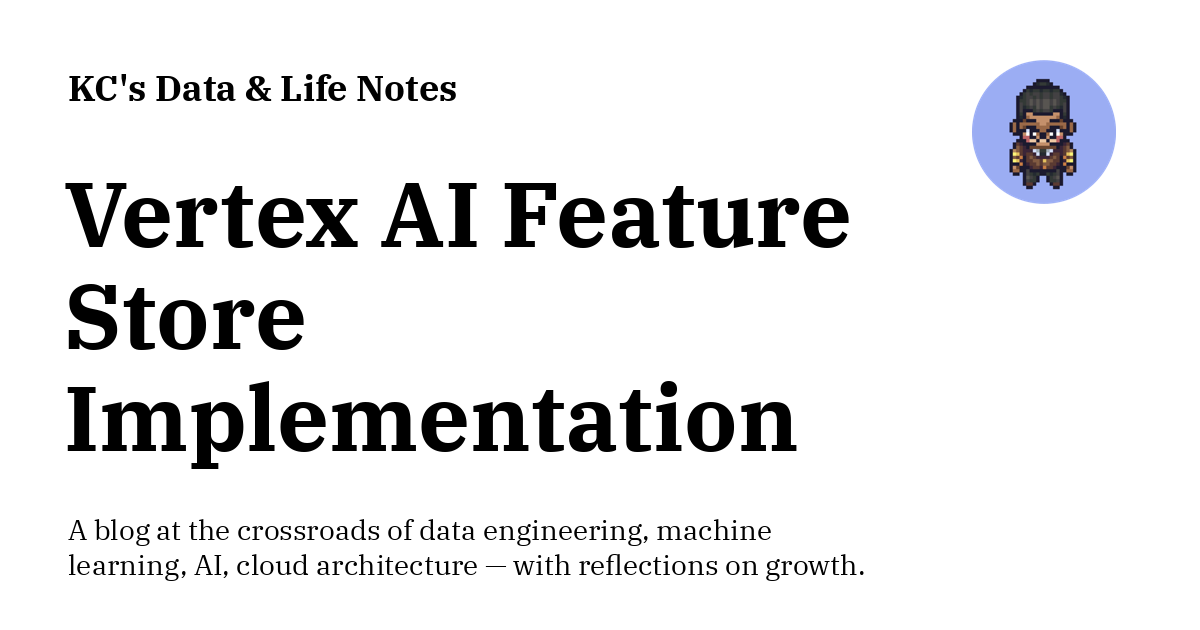 KC's Data & Life Notes
Vertex AI Feature
Store
Implementation
A blog at the crossroads of data engineering, machine
learning, AI, cloud architecture — with reflections on growth.